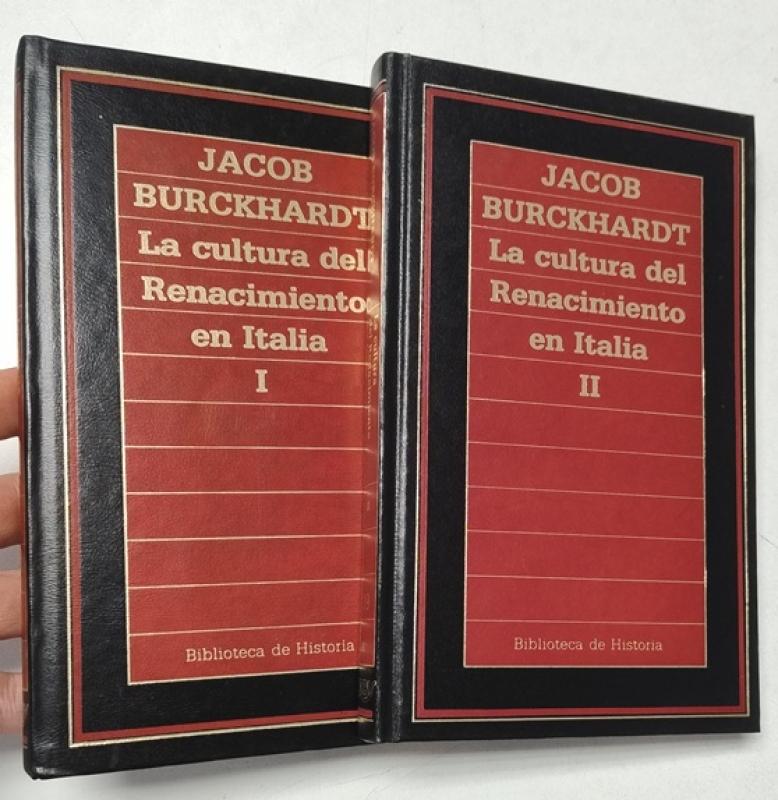 JACOB
BURCKHARDT
La cultura del
Renacimiento
en Italia
I
Biblioteca de Historia
JACOB
BURCKHARDT
La cultura del
Renacimiento
en Italia
II
Biblioteca de Historia